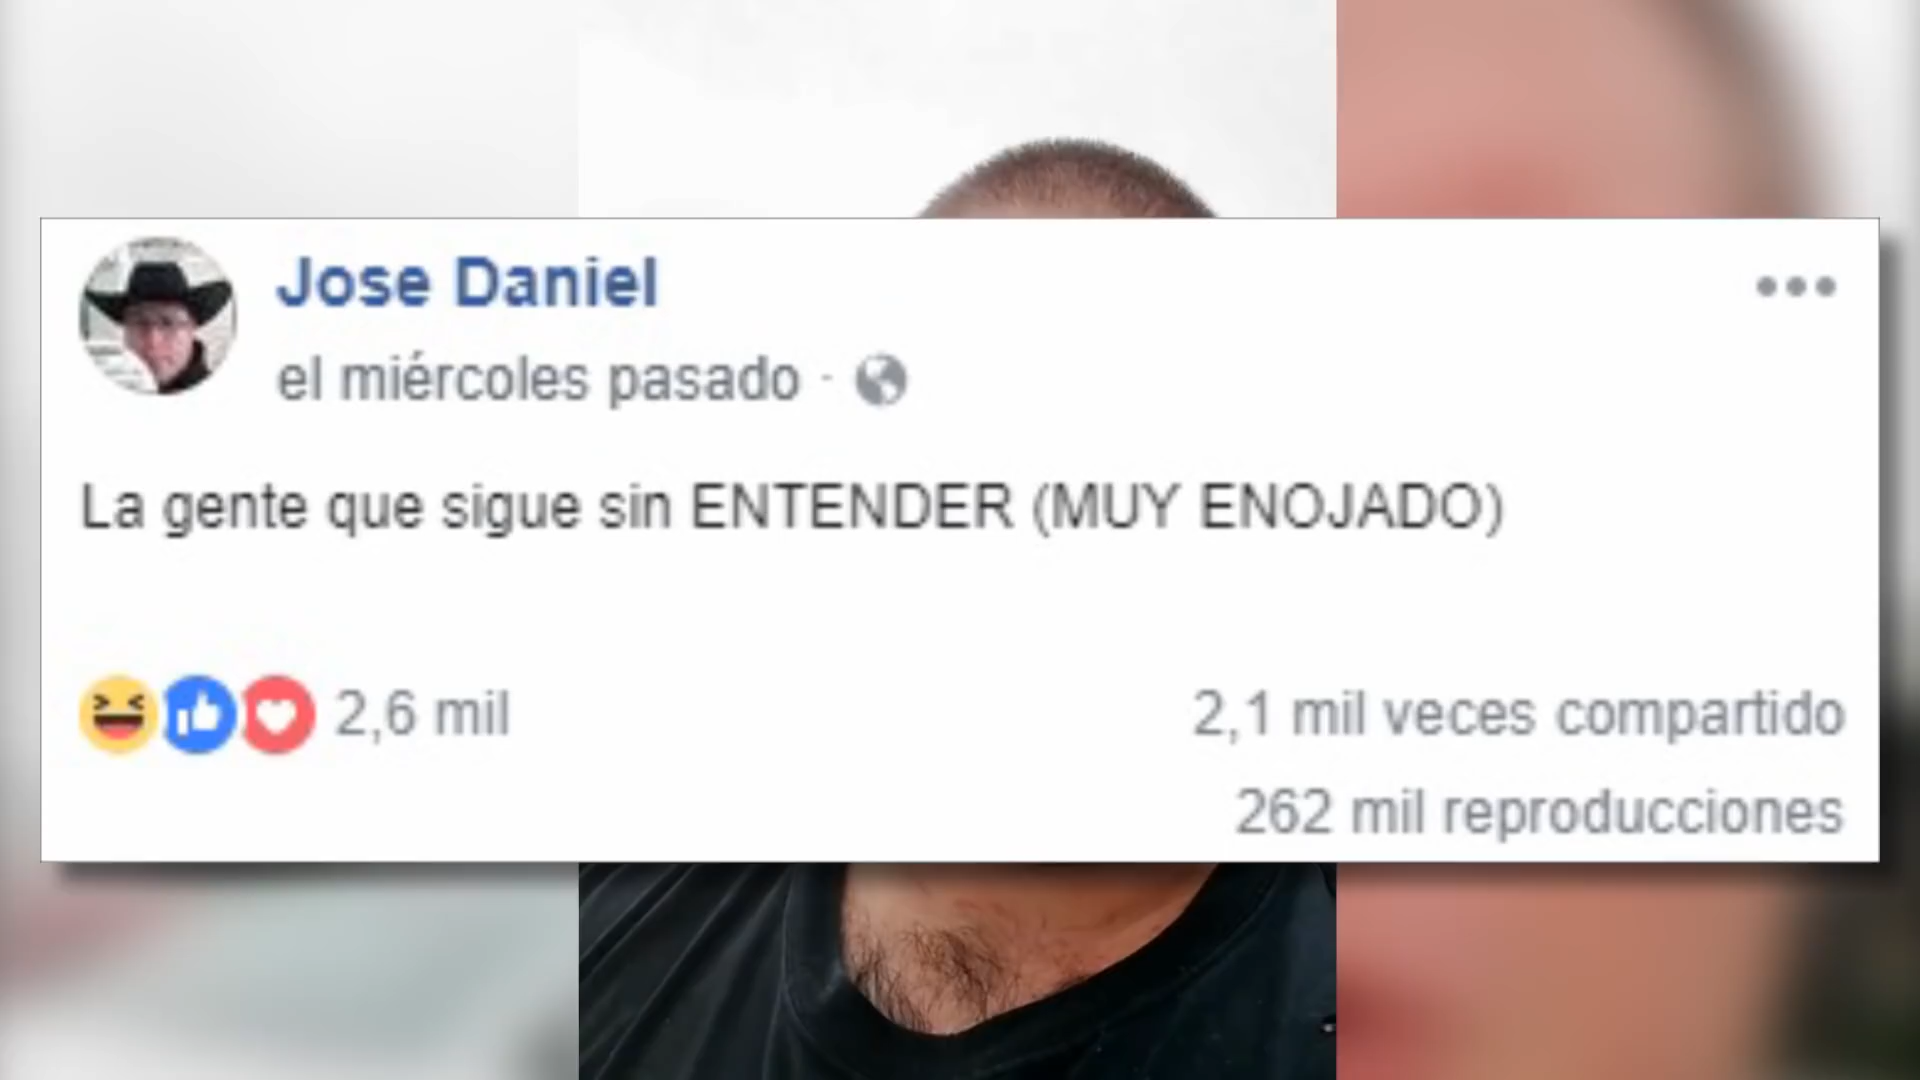 Jose Daniel
el miércoles pasado ·
La gente que sigue sin ENTENDER (MUY ENOJADO)
2,6 mil
2,1 mil veces compartido
262 mil reproducciones